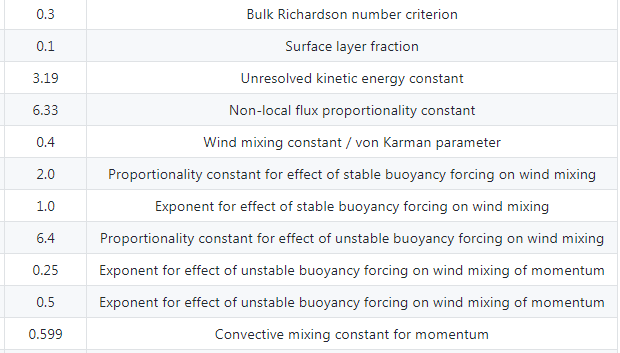 0.3 Bulk Richardson number criterion
0.1 Surface layer fraction
3.19 Unresolved kinetic energy constant
6.33 Non-local flux proportionality constant
0.4 Wind mixing constant / von Karman parameter
2.0 Proportionality constant for effect of stable buoyancy forcing on wind mixing
1.0 Exponent for effect of stable buoyancy forcing on wind mixing
6.4 Proportionality constant for effect of unstable buoyancy forcing on wind mixing
0.25 Exponent for effect of unstable buoyancy forcing on wind mixing of momentum
0.5 Exponent for effect of unstable buoyancy forcing on wind mixing of momentum
0.599 Convective mixing constant for momentum